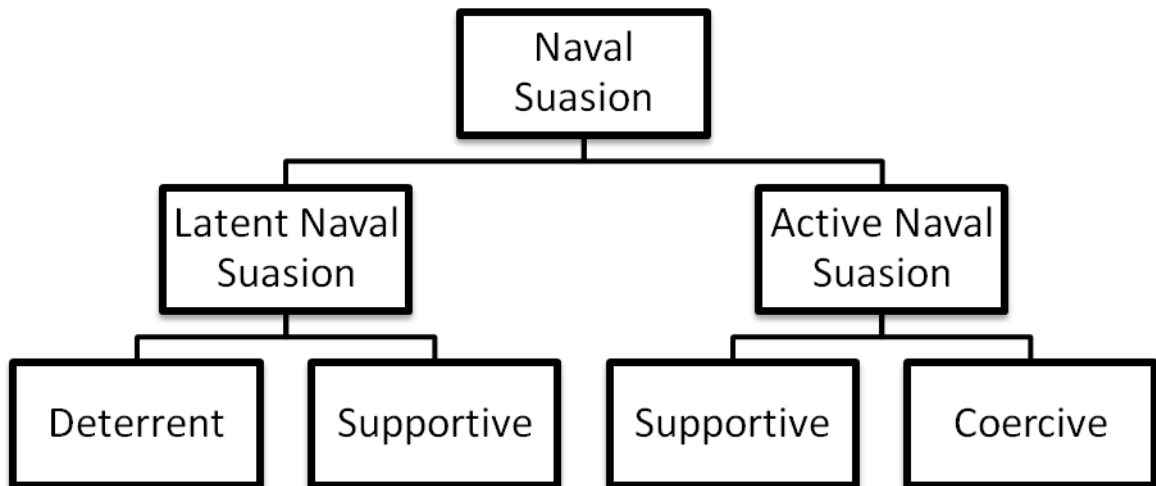 Naval
Suasion
Latent Naval
Suasion
Active Naval
Suasion
Deterrent
Supportive
Supportive
Coercive